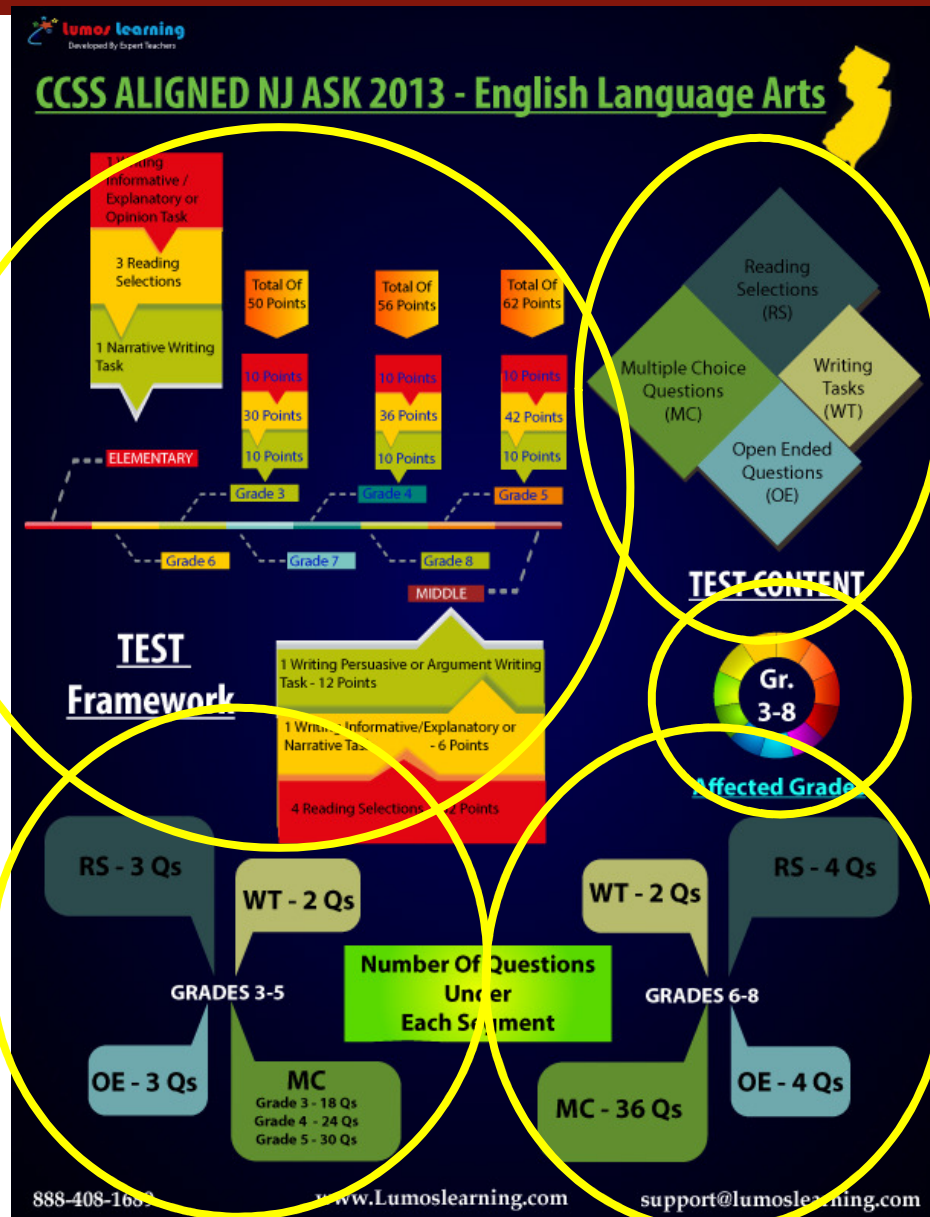 Lumos Learning
Developed By Expert Teachers
CCSS ALIGNED NJ ASK 2013 - English Language Arts
1 Writing
Informative /
Explanatory or
Opinion Task
3 Reading
Selections
1 Narrative Writing
Task
Total Of
50 Points
Total Of
56 Points
Total Of
62 Points
10 Points
10 Points
10 Points
30 Points
36 Points
42 Points
10 Points
10 Points
10 Points
ELEMENTARY
Grade 3
Grade 4
Grade 5
Grade 6
Grade 7
Grade 8
MIDDLE
Reading
Selections
(RS)
Multiple Choice
Questions
(MC)
Writing
Tasks
(WT)
Open Ended
Questions
(OE)
TEST CONTENT
TEST
Framework
1 Writing Persuasive or Argument Writing
Task - 12 Points
1 Writing Informative/Explanatory or
Narrative Task - 6 Points
4 Reading Selections Points
Gr.
3-8
Affected Grades
RS - 3 Qs
WT - 2 Qs
GRADES 3-5
OE - 3 Qs
MC
Grade 3 - 18 Qs
Grade 4 - 24 Qs
Grade 5 - 30 Qs
Number Of Questions
Under
Each Segment
WT - 2 Qs
RS - 4 Qs
GRADES 6-8
MC - 36 Qs
OE - 4 Qs
888-408-1689
www.Lumoslearning.com
support@lumoslearning.com